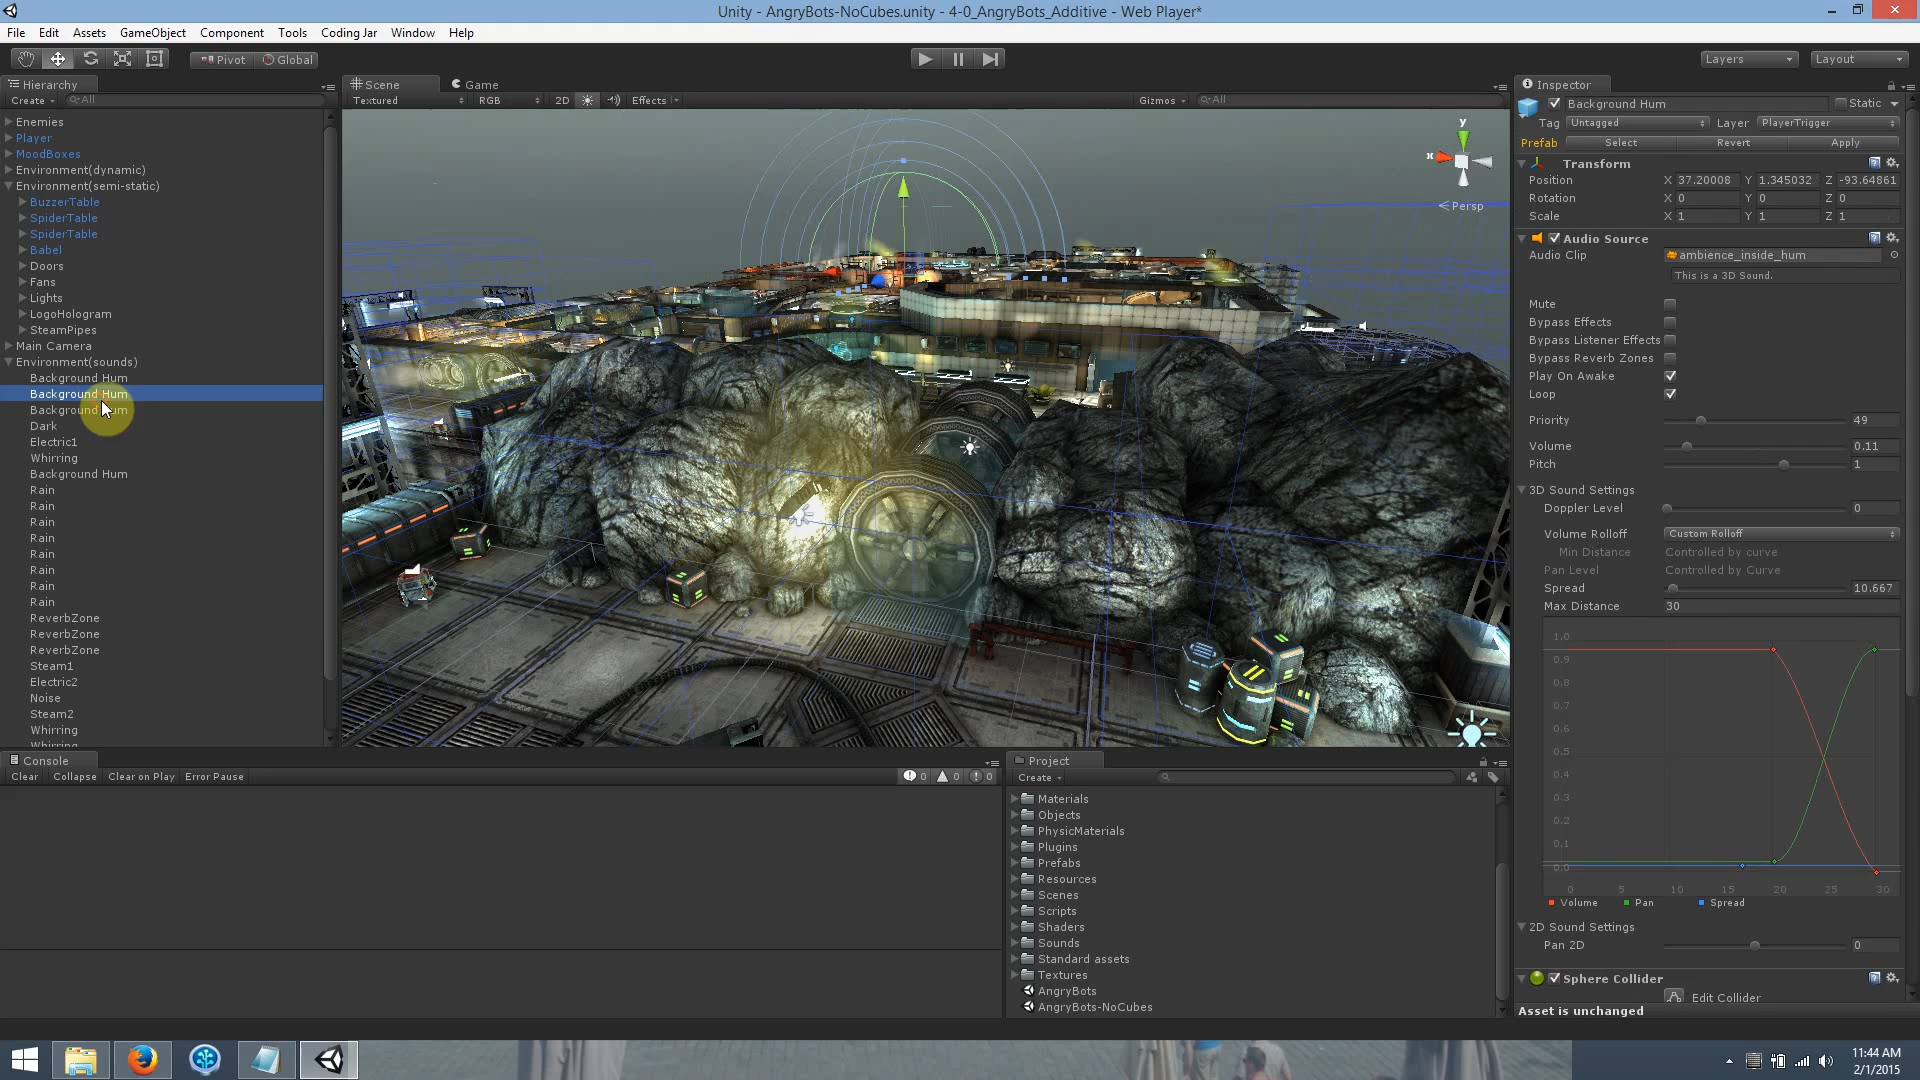 Unity - AngryBots-NoCubes.unity - 4-0_AngryBots_Additive - Web Player*
File Edit Assets GameObject Component Tools Coding Jar Window Help
Pivot Global
Layers Layout
Hierarchy
Create All
Enemies
Player
MoodBoxes
Environment(dynamic)
Environment(semi-static)
BuzzerTable
SpiderTable
SpiderTable
Babel
Doors
Fans
Lights
LogoHologram
SteamPipes
Main Camera
Environment(sounds)
Background Hum
Background Hum
Background Hum
Dark
Electric1
Whirring
Background Hum
Rain
Rain
Rain
Rain
Rain
Rain
Rain
Rain
ReverbZone
ReverbZone
ReverbZone
Steam1
Electric2
Noise
Steam2
Whirring
Whirring
Scene Game
Textured RGB 2D Effects Gizmos All
y
x
Persp
Inspector
Background Hum Static
Tag Untagged Layer PlayerTrigger
Prefab Select Revert Apply
Transform
Position X 37.20008 Y 1.345032 Z -93.64861
Rotation X 0 Y 0 Z 0
Scale X 1 Y 1 Z 1
Audio Source
Audio Clip ambience_inside_hum
This is a 3D Sound.
Mute
Bypass Effects
Bypass Listener Effects
Bypass Reverb Zones
Play On Awake
Loop
Priority 49
Volume 0.11
Pitch 1
3D Sound Settings
Doppler Level 0
Volume Rolloff Custom Rolloff
Min Distance Controlled by curve
Pan Level Controlled by Curve
Spread 10.667
Max Distance 30
1.0
0.9
0.8
0.7
0.6
0.5
0.4
0.3
0.2
0.1
0.0
0 5 10 15 20 25 30
Volume Pan Spread
2D Sound Settings
Pan 2D 0
Sphere Collider
Edit Collider
Asset is unchanged
Console
Clear Collapse Clear on Play Error Pause 0 0 0
Project
Create
Materials
Objects
PhysicMaterials
Plugins
Prefabs
Resources
Scenes
Scripts
Shaders
Sounds
Standard assets
Textures
AngryBots
AngryBots-NoCubes
11:44 AM
2/1/2015